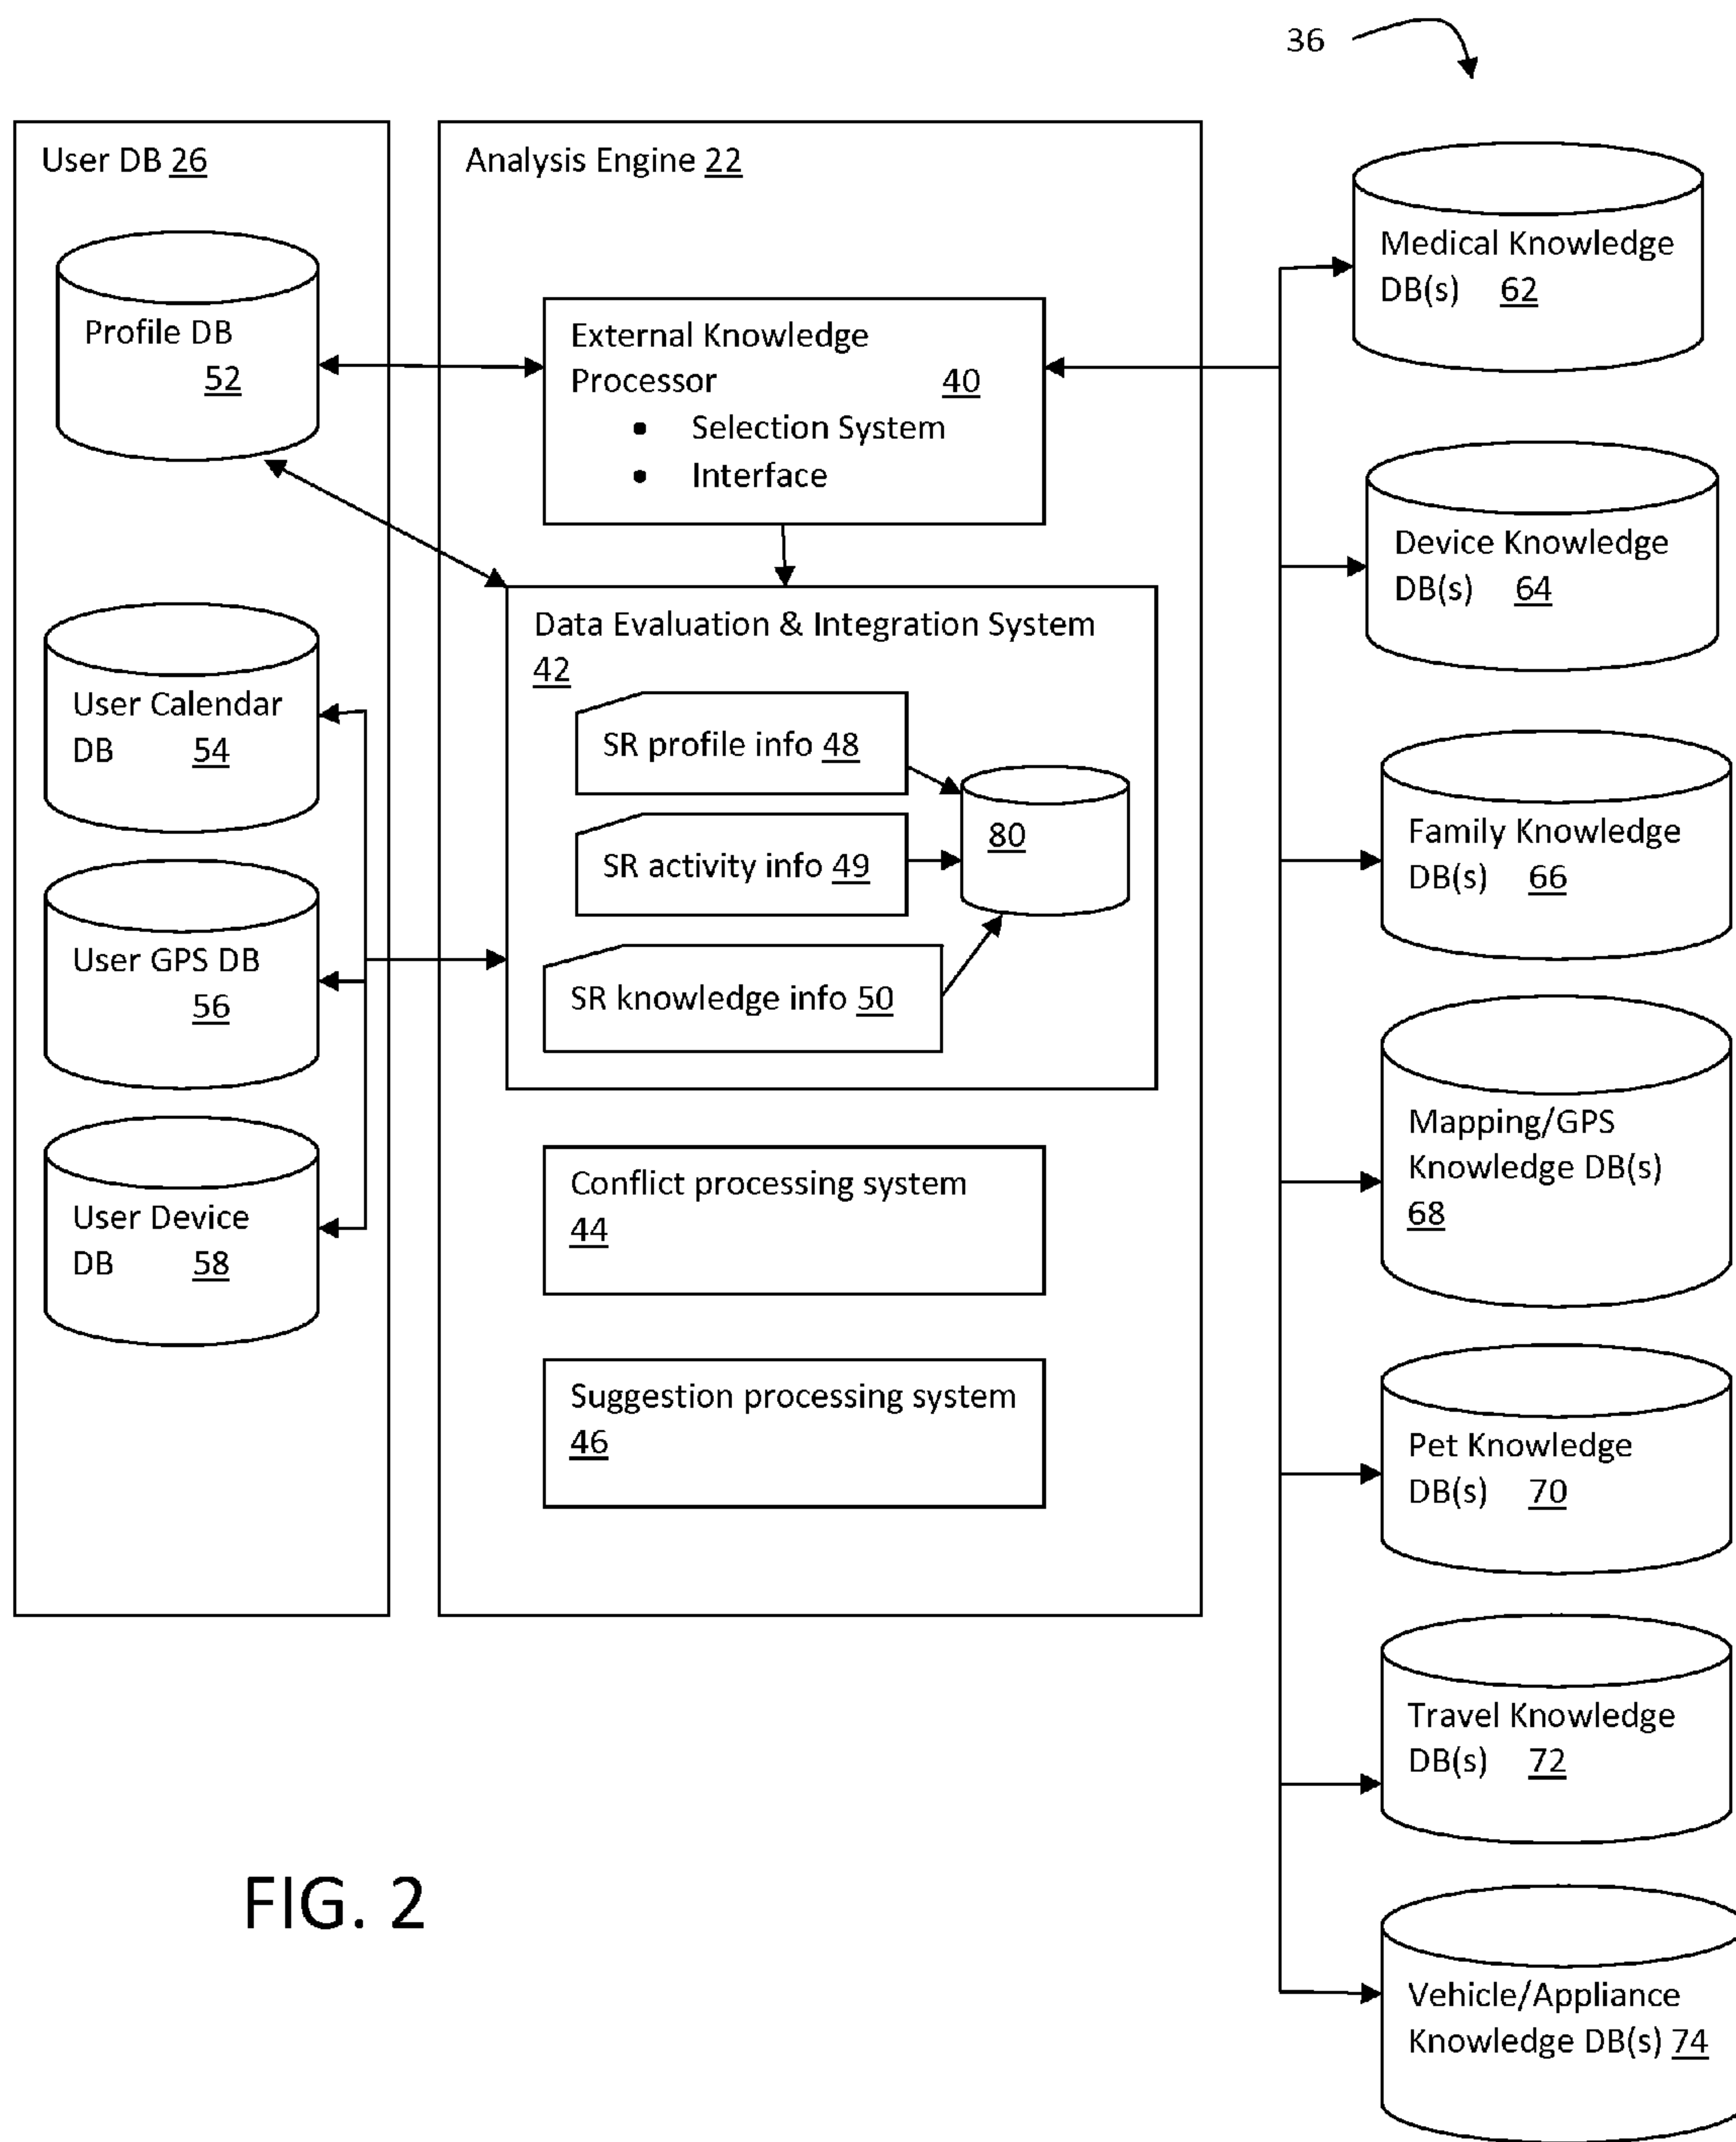 36
User DB 26
Profile DB
52
User Calendar
DB 54
User GPS DB
56
User Device
DB 58
Analysis Engine 22
External Knowledge
Processor 40
• Selection System
• Interface
Data Evaluation & Integration System
42
SR profile info 48
SR activity info 49
SR knowledge info 50
80
Conflict processing system
44
Suggestion processing system
46
Medical Knowledge
DB(s) 62
Device Knowledge
DB(s) 64
Family Knowledge
DB(s) 66
Mapping/GPS
Knowledge DB(s)
68
Pet Knowledge
DB(s) 70
Travel Knowledge
DB(s) 72
Vehicle/Appliance
Knowledge DB(s) 74
FIG. 2